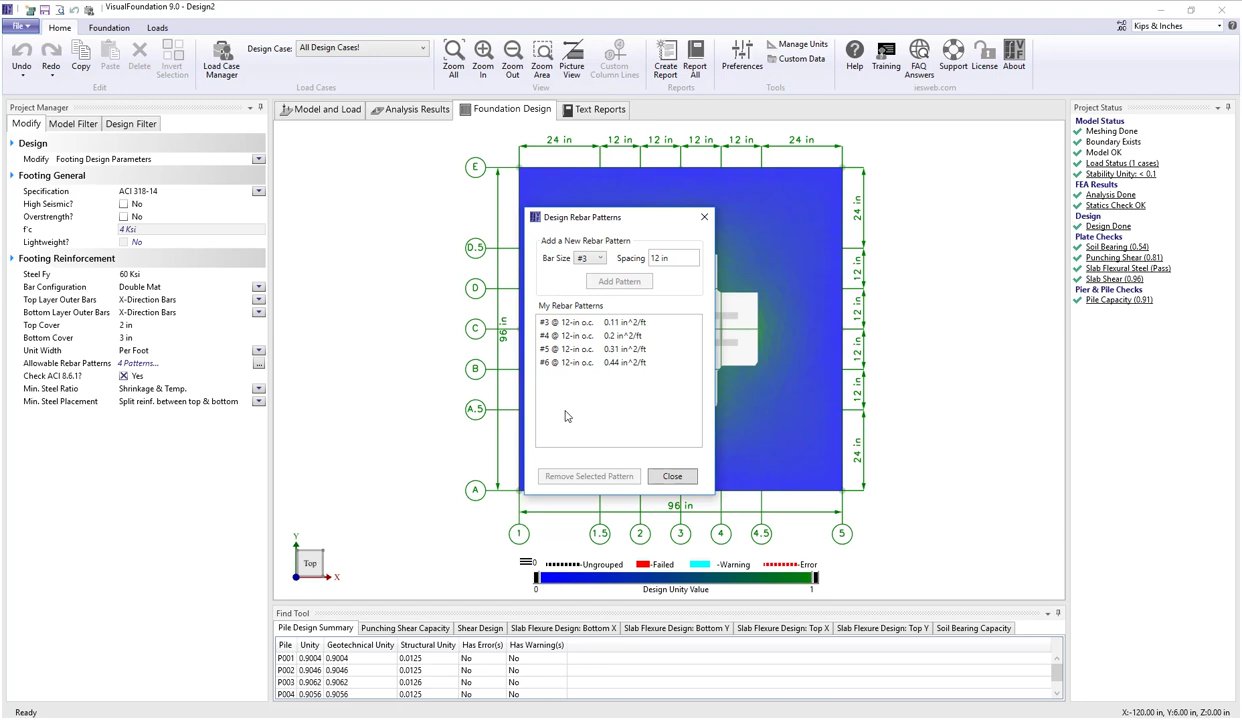 VisualFoundation 9.0 - Design2
File
Home
Foundation
Loads
Kips & Inches
Undo
Redo
Copy
Paste
Delete
Invert Selection
Edit
Load Case Manager
Design Case:
All Design Cases!
Load Cases
Zoom All
Zoom In
Zoom Out
Zoom Area
Picture View
Custom Column Lines
View
Create Report
Report All
Reports
Preferences
Manage Units
Custom Data
Tools
Help
Training
FAQ Answers
Support
License
About
iesweb.com
Project Manager
Modify
Model Filter
Design Filter
Design
Modify Footing Design Parameters
Footing General
Specification ACI 318-14
High Seismic? No
Overstrength? No
f'c 4 Ksi
Lightweight? No
Footing Reinforcement
Steel Fy 60 Ksi
Bar Configuration Double Mat
Top Layer Outer Bars X-Direction Bars
Bottom Layer Outer Bars X-Direction Bars
Top Cover 2 in
Bottom Cover 3 in
Unit Width Per Foot
Allowable Rebar Patterns 4 Patterns...
Check ACI 8.6.1? Yes
Min. Steel Ratio Shrinkage & Temp.
Min. Steel Placement Split reinf. between top & bottom
Model and Load
Analysis Results
Foundation Design
Text Reports
24 in 12 in 12 in 12 in 12 in 24 in
E
D.5
D
C
B
A.5
A
96 in
24 in
12 in
12 in
12 in
12 in
24 in
96 in
1 1.5 2 3 4 4.5 5
Design Rebar Patterns
Add a New Rebar Pattern
Bar Size #3 Spacing 12 in
Add Pattern
My Rebar Patterns
#3 @ 12-in o.c. 0.11 in^2/ft
#4 @ 12-in o.c. 0.2 in^2/ft
#5 @ 12-in o.c. 0.31 in^2/ft
#6 @ 12-in o.c. 0.44 in^2/ft
Remove Selected Pattern
Close
Y
Top
X
0 -Ungrouped -Failed -Warning -Error
0 1
Design Unity Value
Find Tool
Pile Design Summary
Punching Shear Capacity
Shear Design
Slab Flexure Design: Bottom X
Slab Flexure Design: Bottom Y
Slab Flexure Design: Top X
Slab Flexure Design: Top Y
Soil Bearing Capacity
Pile Unity Geotechnical Unity Structural Unity Has Error(s) Has Warning(s)
P001 0.9004 0.9004 0.0125 No No
P002 0.9046 0.9046 0.0125 No No
P003 0.9062 0.9062 0.0126 No No
P004 0.9056 0.9056 0.0125 No No
Project Status
Model Status
Meshing Done
Boundary Exists
Model OK
Load Status (1 cases)
Stability Unity: < 0.1
FEA Results
Analysis Done
Statics Check OK
Design
Design Done
Plate Checks
Soil Bearing (0.54)
Punching Shear (0.81)
Slab Flexural Steel (Pass)
Slab Shear (0.96)
Pier & Pile Checks
Pile Capacity (0.91)
Ready
X:-120.00 in, Y:6.00 in, Z:0.00 in